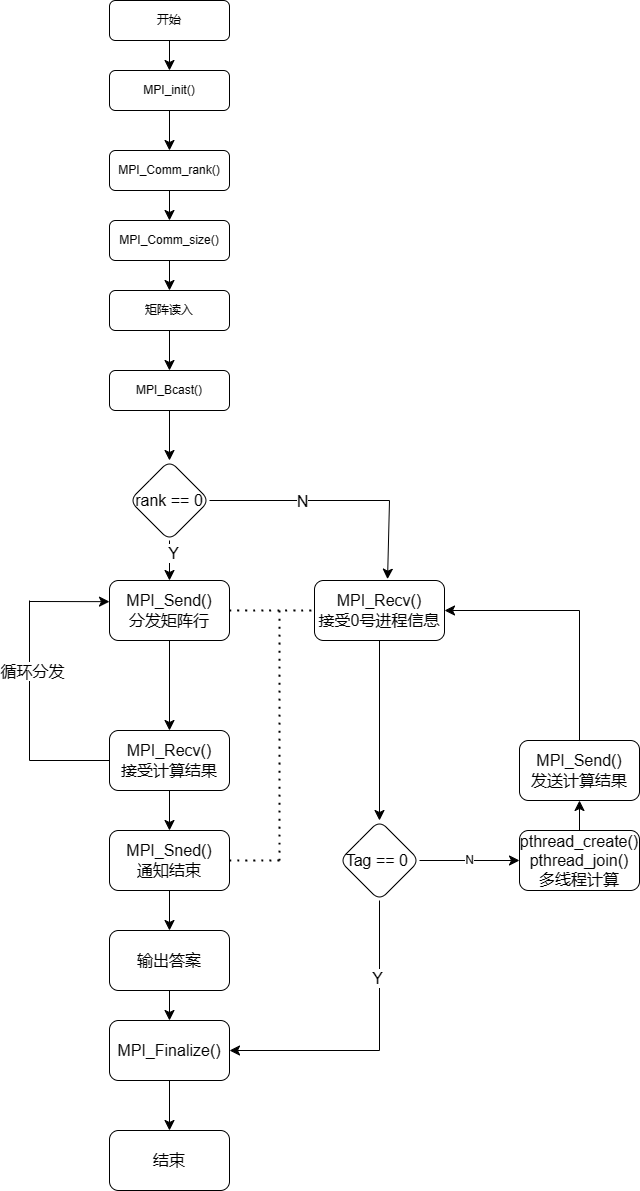 开始
MPI_init()
MPI_Comm_rank()
MPI_Comm_size()
矩阵读入
MPI_Bcast()
rank == 0
N
Y
MPI_Send()
分发矩阵行
MPI_Recv()
接受0号进程信息
循环分发
MPI_Recv()
接受计算结果
MPI_Send()
发送计算结果
MPI_Sned()
通知结束
Tag == 0
N
pthread_create()
pthread_join()
多线程计算
输出答案
Y
MPI_Finalize()
结束